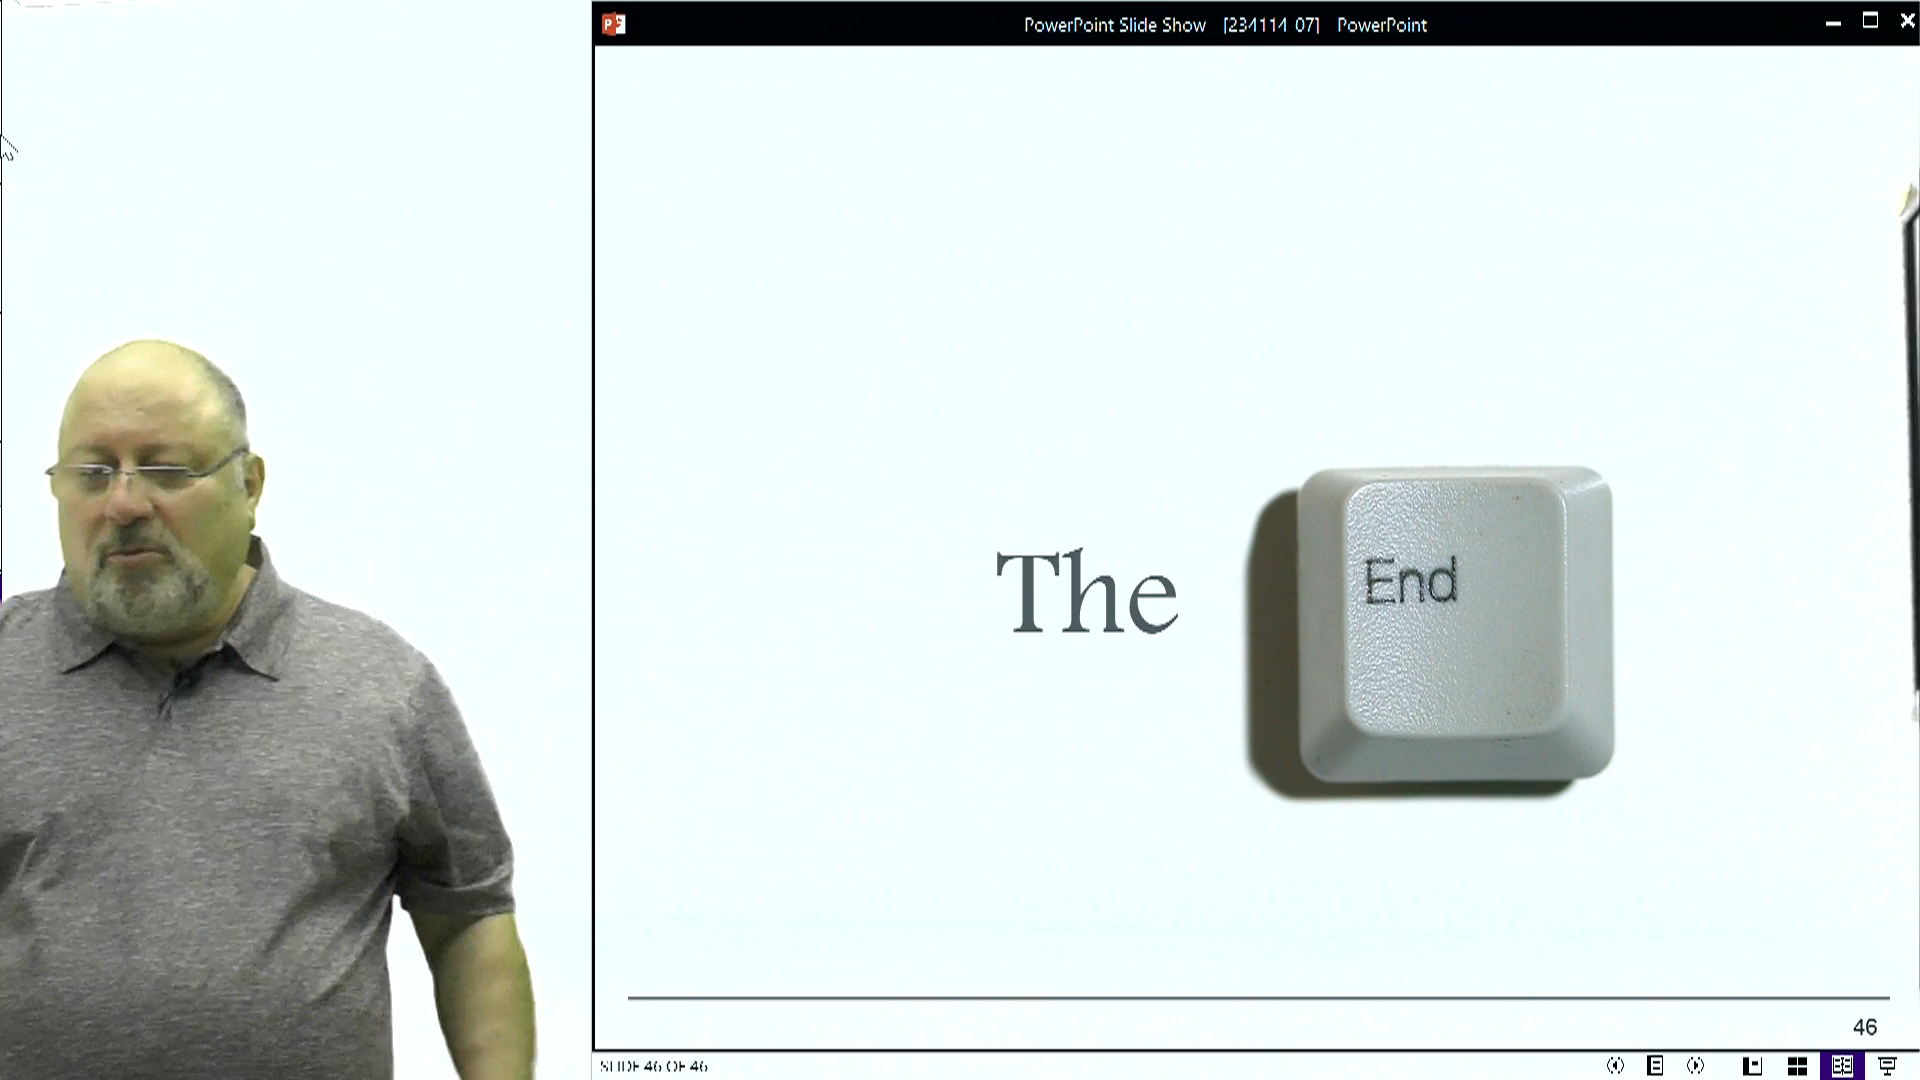 PowerPoint Slide Show [234114 07] PowerPoint
The End
46
SLIDE 46 OF 46